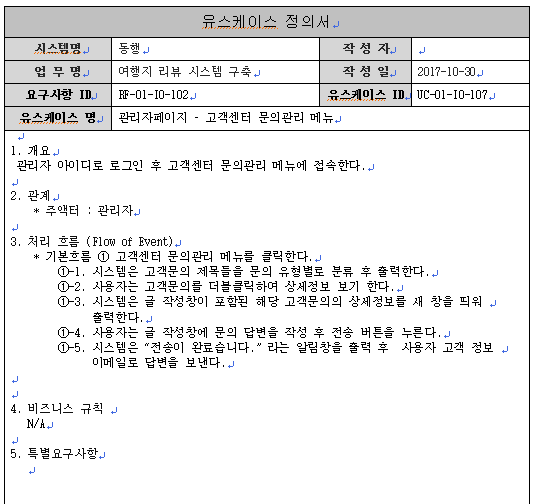 유스케이스 정의서
시스템명 동행 작 성 자
업 무 명 여행지 리뷰 시스템 구축 작 성 일 2017-10-30
요구사항 ID RF-01-IO-102 유스케이스 ID UC-01-IO-107
유스케이스 명 관리자페이지 - 고객센터 문의관리 메뉴
1. 개요
관리자 아이디로 로그인 후 고객센터 문의관리 메뉴에 접속한다.
2. 관계
* 주액터 : 관리자
3. 처리 흐름 (Flow of Event)
* 기본흐름 ① 고객센터 문의관리 메뉴를 클릭한다.
①-1. 시스템은 고객문의 제목들을 문의 유형별로 분류 후 출력한다.
①-2. 사용자는 고객문의를 더블클릭하여 상세정보 보기 한다.
①-3. 시스템은 글 작성창이 포함된 해당 고객문의의 상세정보를 새 창을 띄워
출력한다.
①-4. 사용자는 글 작성창에 문의 답변을 작성 후 전송 버튼을 누른다.
①-5. 시스템은 “전송이 완료습니다.” 라는 알림창을 출력 후 사용자 고객 정보
이메일로 답변을 보낸다.
4. 비즈니스 규칙
N/A
5. 특별요구사항